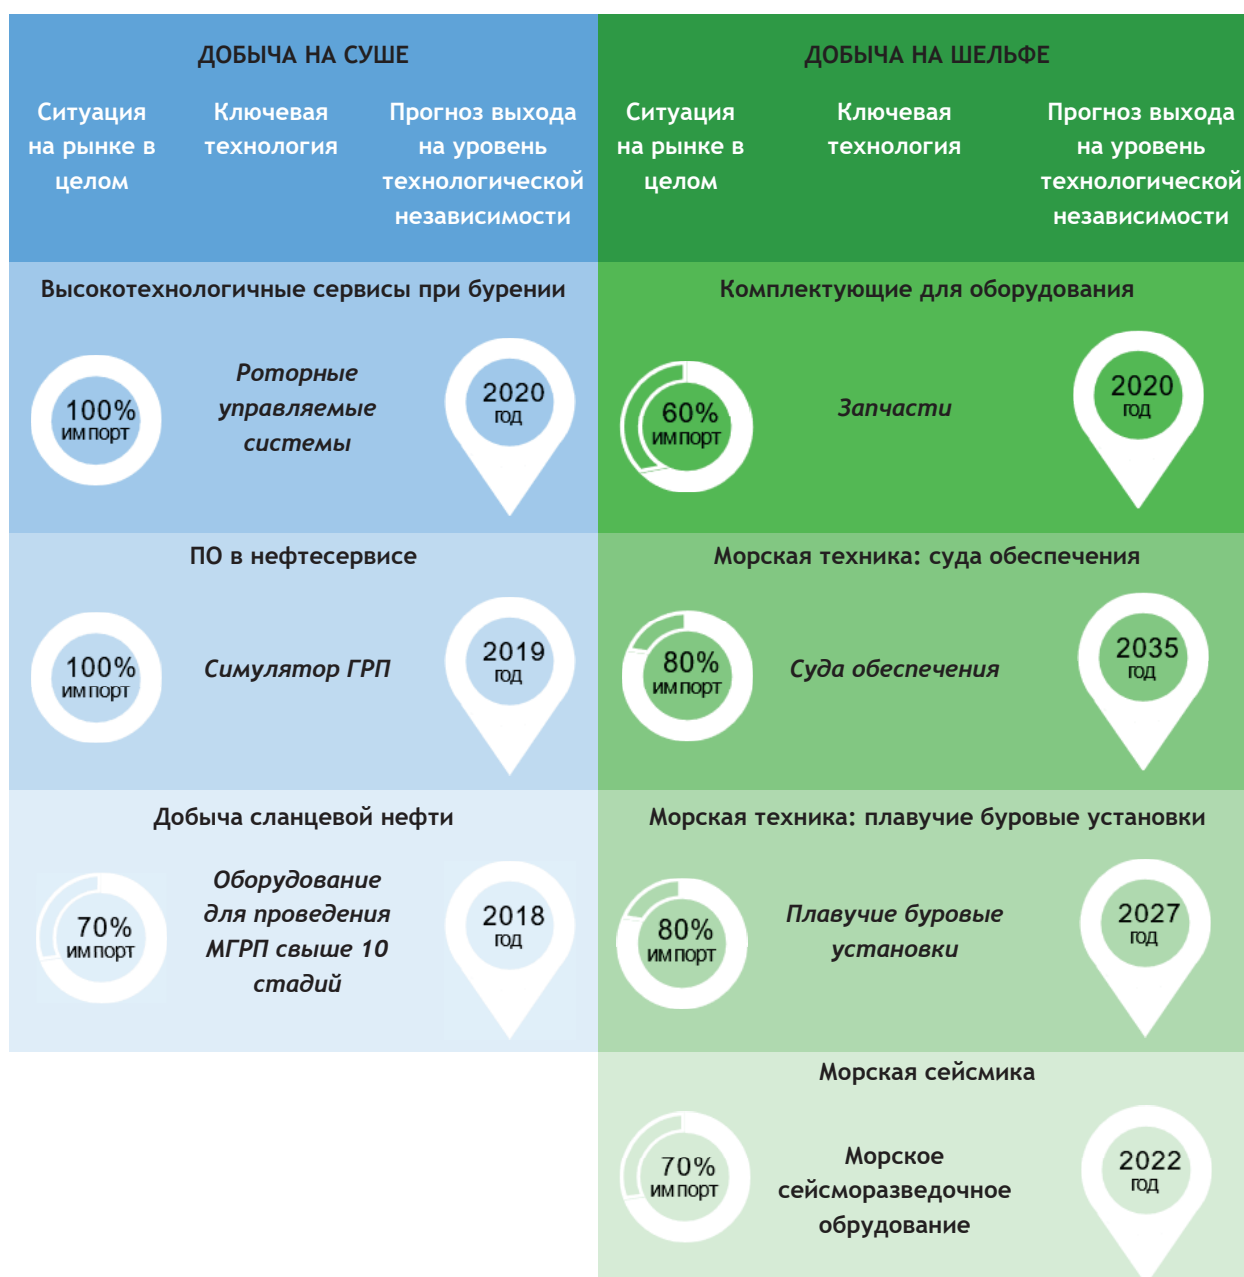 ДОБЫЧА НА СУШЕ
Ситуация
на рынке в
целом
Ключевая
технология
Прогноз выхода
на уровень
технологической
независимости
Высокотехнологичные сервисы при бурении
100%
импорт
Роторные
управляемые
системы
2020
год
ПО в нефтесервисе
100%
импорт
Симулятор ГРП
2019
год
Добыча сланцевой нефти
70%
импорт
Оборудование
для проведения
МГРП свыше 10
стадий
2018
год
ДОБЫЧА НА ШЕЛЬФЕ
Ситуация
на рынке в
целом
Ключевая
технология
Прогноз выхода
на уровень
технологической
независимости
Комплектующие для оборудования
60%
импорт
Запчасти
2020
год
Морская техника: суда обеспечения
80%
импорт
Суда обеспечения
2035
год
Морская техника: плавучие буровые установки
80%
импорт
Плавучие буровые
установки
2027
год
Морская сейсмика
70%
импорт
Морское
сейсморазведочное
обрудование
2022
год